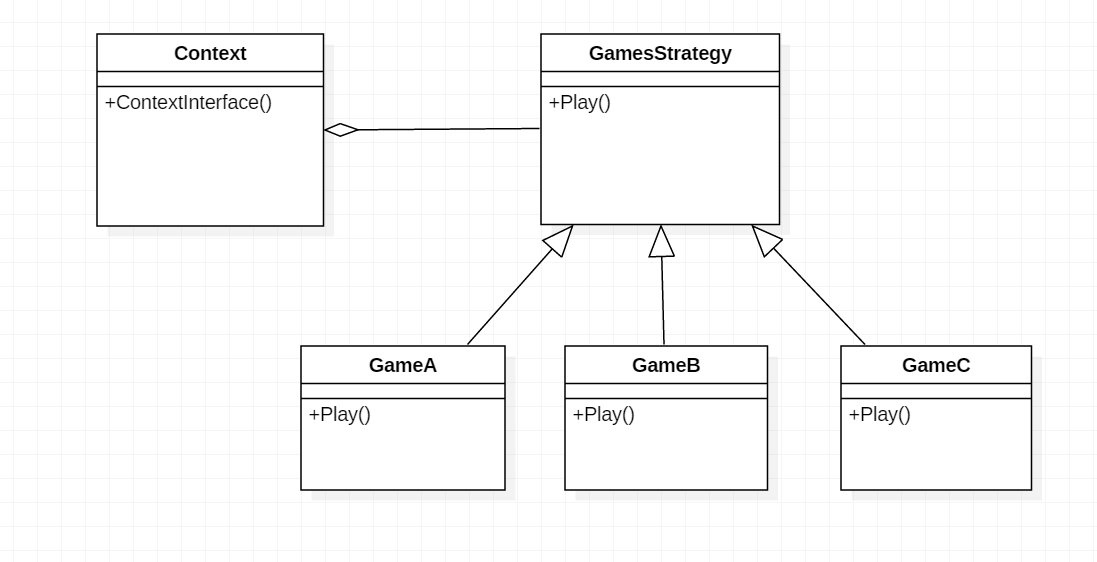 Context
+ContextInterface()
GamesStrategy
+Play()
GameA
+Play()
GameB
+Play()
GameC
+Play()